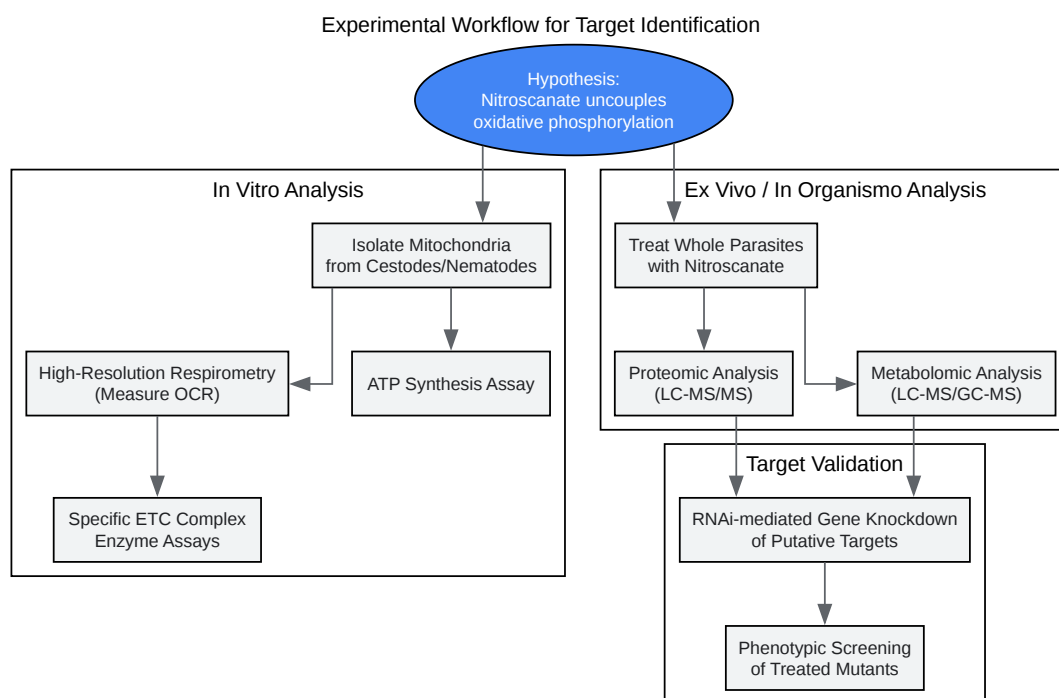 Experimental Workflow for Target Identification
Hypothesis:
Nitroscanate uncouples
oxidative phosphorylation
In Vitro Analysis
Isolate Mitochondria
from Cestodes/Nematodes
High-Resolution Respirometry
(Measure OCR)
ATP Synthesis Assay
Specific ETC Complex
Enzyme Assays
Ex Vivo / In Organismo Analysis
Treat Whole Parasites
with Nitroscanate
Proteomic Analysis
(LC-MS/MS)
Metabolomic Analysis
(LC-MS/GC-MS)
Target Validation
RNAi-mediated Gene Knockdown
of Putative Targets
Phenotypic Screening
of Treated Mutants